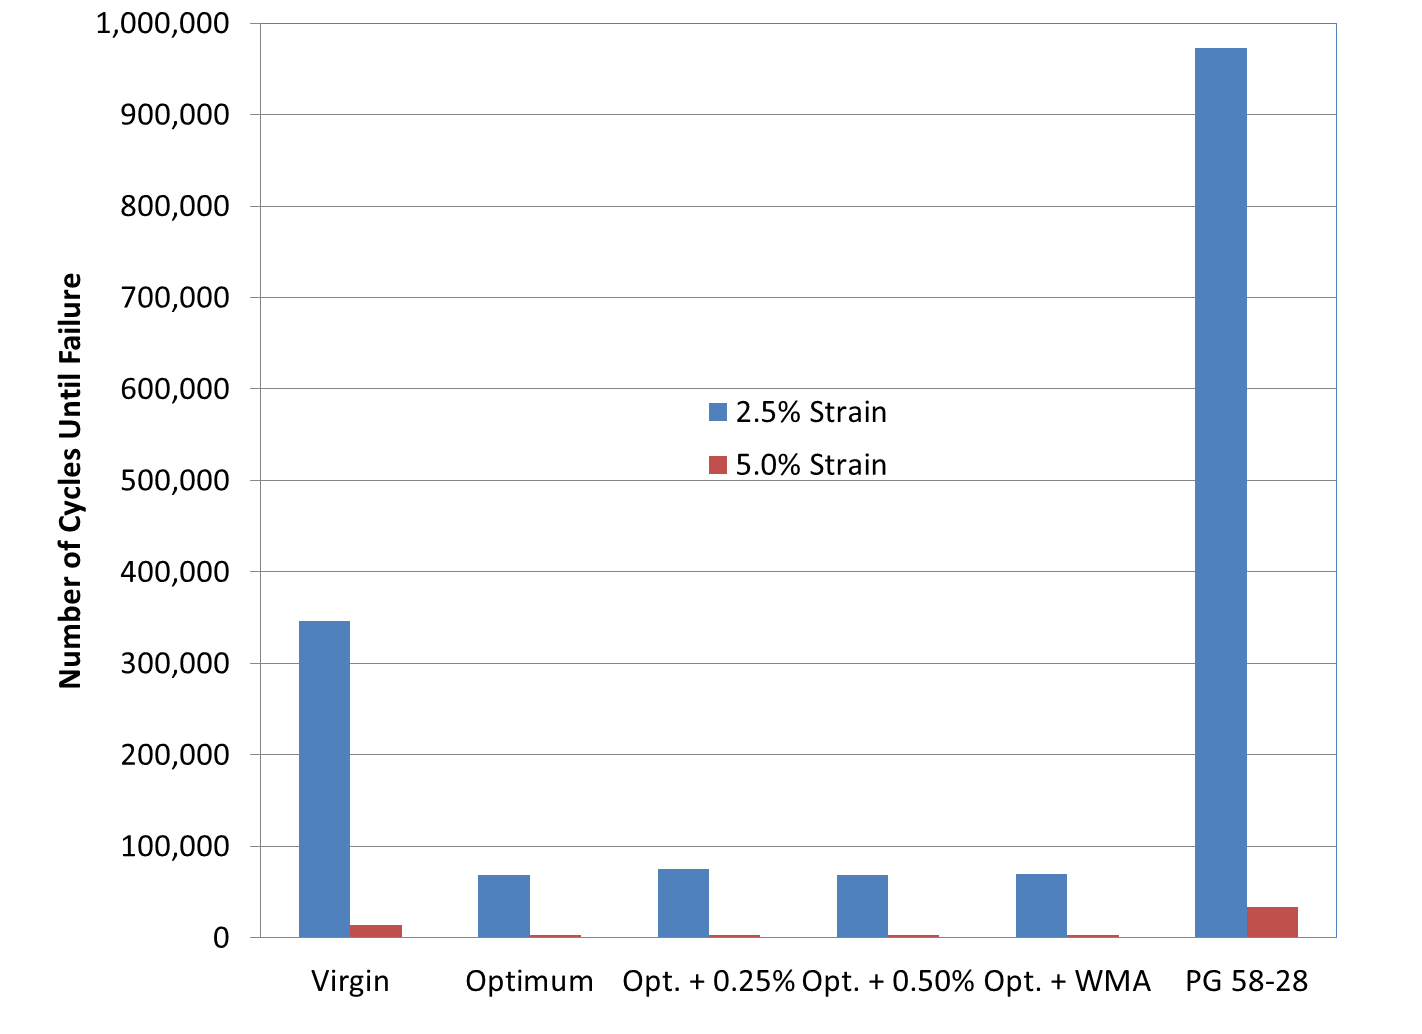 1,000,000
900,000
800,000
700,000
600,000
500,000
400,000
300,000
200,000
100,000
0
Number of Cycles Until Failure
2.5% Strain
5.0% Strain
Virgin
Optimum
Opt. + 0.25%
Opt. + 0.50%
Opt. + WMA
PG 58-28